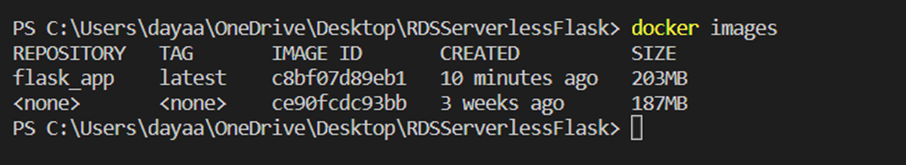 PS C:\Users\dayaa\OneDrive\Desktop\RDSServerlessFlask> docker images
REPOSITORY   TAG       IMAGE ID       CREATED          SIZE
flask_app    latest    c8bf07d89eb1   10 minutes ago   203MB
<none>       <none>    ce90fcdc93bb   3 weeks ago      187MB
PS C:\Users\dayaa\OneDrive\Desktop\RDSServerlessFlask>